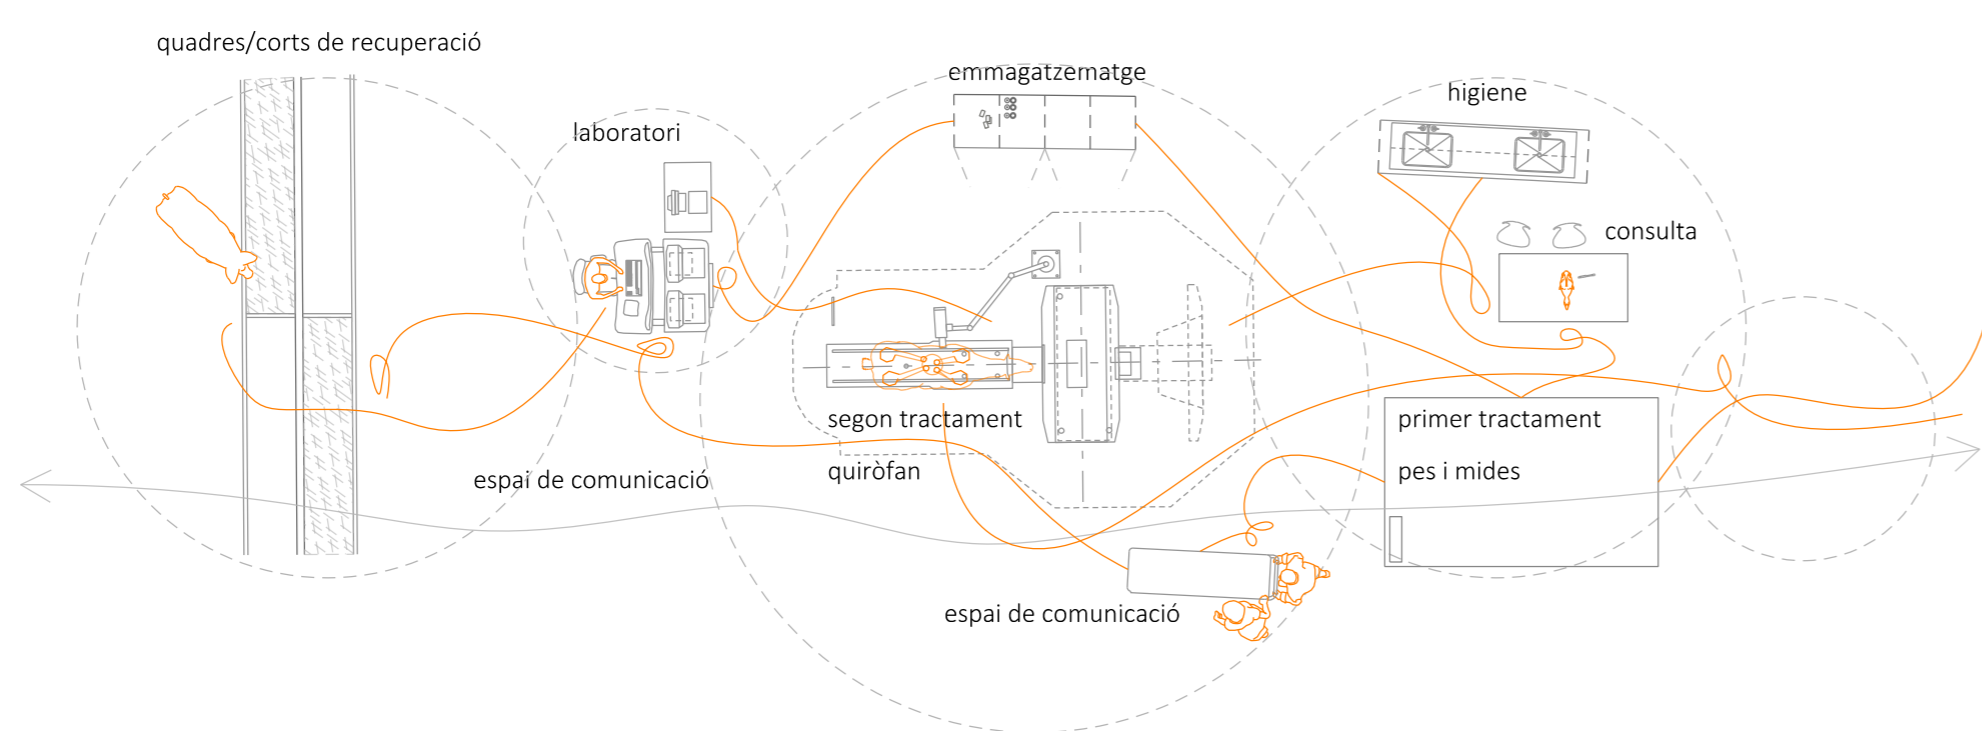 quadres/corts de recuperació
laboratori
emmagatzematge
higiene
consulta
segon tractament
quiròfan
primer tractament
pes i mides
espai de comunicació
espai de comunicació